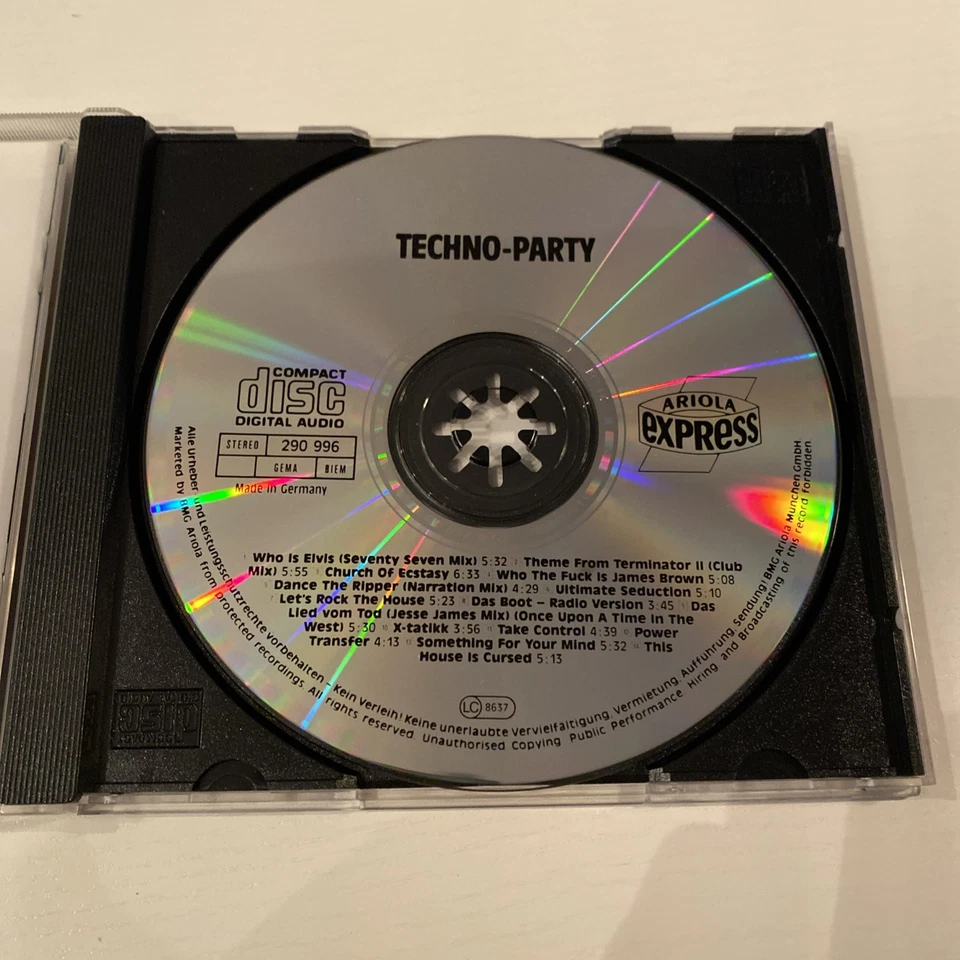 TECHNO-PARTY
COMPACT
disc
DIGITAL AUDIO
STEREO 290 996
GEMA BIEM
Made in Germany
ARIOLA
express
Who Is Elvis (Seventy Seven Mix) 5:32 Theme From Terminator II (Club
Mix) 5:55 Church Of Ecstasy 6:33 Who The Fuck Is James Brown 5:08
Dance The Ripper (Narration Mix) 4:29 Ultimate Seduction 5:10
Let's Rock The House 5:23 Das Boot – Radio Version 3:45 Das
Lied vom Tod (Jesse James Mix) (Once Upon A Time In The
West) 5:30 X-tatikk 3:56 Take Control 4:39 Power
Transfer 4:13 Something For Your Mind 5:32 This
House Is Cursed 5:13
LC 8637
Alle Urheber- und Leistungsschutzrechte vorbehalten – Kein Verleih! Keine unerlaubte Vervielfältigung, Vermietung, Aufführung, Sendung! BMG Ariola München GmbH
Marketed by BMG Ariola from protected recordings. All rights reserved. Unauthorised Copying Public Performance Hiring and Broadcasting of this record forbidden